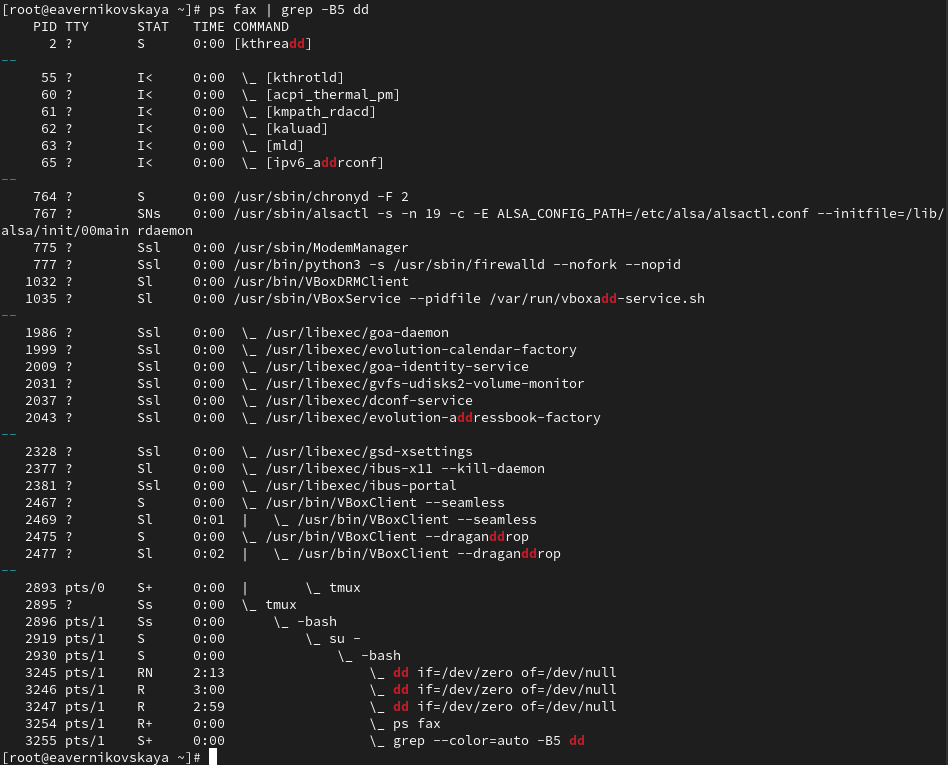 [root@eavernikovskaya ~]# ps fax | grep -B5 dd
    PID TTY      STAT   TIME COMMAND
      2 ?        S      0:00 [kthreadd]
--
     55 ?        I<     0:00  \_ [kthrotld]
     60 ?        I<     0:00  \_ [acpi_thermal_pm]
     61 ?        I<     0:00  \_ [kmpath_rdacd]
     62 ?        I<     0:00  \_ [kaluad]
     63 ?        I<     0:00  \_ [mld]
     65 ?        I<     0:00  \_ [ipv6_addrconf]
--
    764 ?        S      0:00 /usr/sbin/chronyd -F 2
    767 ?        SNs    0:00 /usr/sbin/alsactl -s -n 19 -c -E ALSA_CONFIG_PATH=/etc/alsa/alsactl.conf --initfile=/lib/
alsa/init/00main rdaemon
    775 ?        Ssl    0:00 /usr/sbin/ModemManager
    777 ?        Ssl    0:00 /usr/bin/python3 -s /usr/sbin/firewalld --nofork --nopid
   1032 ?        Sl     0:00 /usr/bin/VBoxDRMClient
   1035 ?        Sl     0:00 /usr/sbin/VBoxService --pidfile /var/run/vboxadd-service.sh
--
   1986 ?        Ssl    0:00  \_ /usr/libexec/goa-daemon
   1999 ?        Ssl    0:00  \_ /usr/libexec/evolution-calendar-factory
   2009 ?        Ssl    0:00  \_ /usr/libexec/goa-identity-service
   2031 ?        Ssl    0:00  \_ /usr/libexec/gvfs-udisks2-volume-monitor
   2037 ?        Ssl    0:00  \_ /usr/libexec/dconf-service
   2043 ?        Ssl    0:00  \_ /usr/libexec/evolution-addressbook-factory
--
   2328 ?        Ssl    0:00  \_ /usr/libexec/gsd-xsettings
   2377 ?        Sl     0:00  \_ /usr/libexec/ibus-x11 --kill-daemon
   2381 ?        Ssl    0:00  \_ /usr/libexec/ibus-portal
   2467 ?        S      0:00  \_ /usr/bin/VBoxClient --seamless
   2469 ?        Sl     0:01  |   \_ /usr/bin/VBoxClient --seamless
   2475 ?        S      0:00  \_ /usr/bin/VBoxClient --draganddrop
   2477 ?        Sl     0:02  |   \_ /usr/bin/VBoxClient --draganddrop
--
   2893 pts/0    S+     0:00  |       \_ tmux
   2895 ?        Ss     0:00  \_ tmux
   2896 pts/1    Ss     0:00      \_ -bash
   2919 pts/1    S      0:00          \_ su -
   2930 pts/1    S      0:00              \_ -bash
   3245 pts/1    RN     2:13                  \_ dd if=/dev/zero of=/dev/null
   3246 pts/1    R      3:00                  \_ dd if=/dev/zero of=/dev/null
   3247 pts/1    R      2:59                  \_ dd if=/dev/zero of=/dev/null
   3254 pts/1    R+     0:00                  \_ ps fax
   3255 pts/1    S+     0:00                  \_ grep --color=auto -B5 dd
[root@eavernikovskaya ~]#